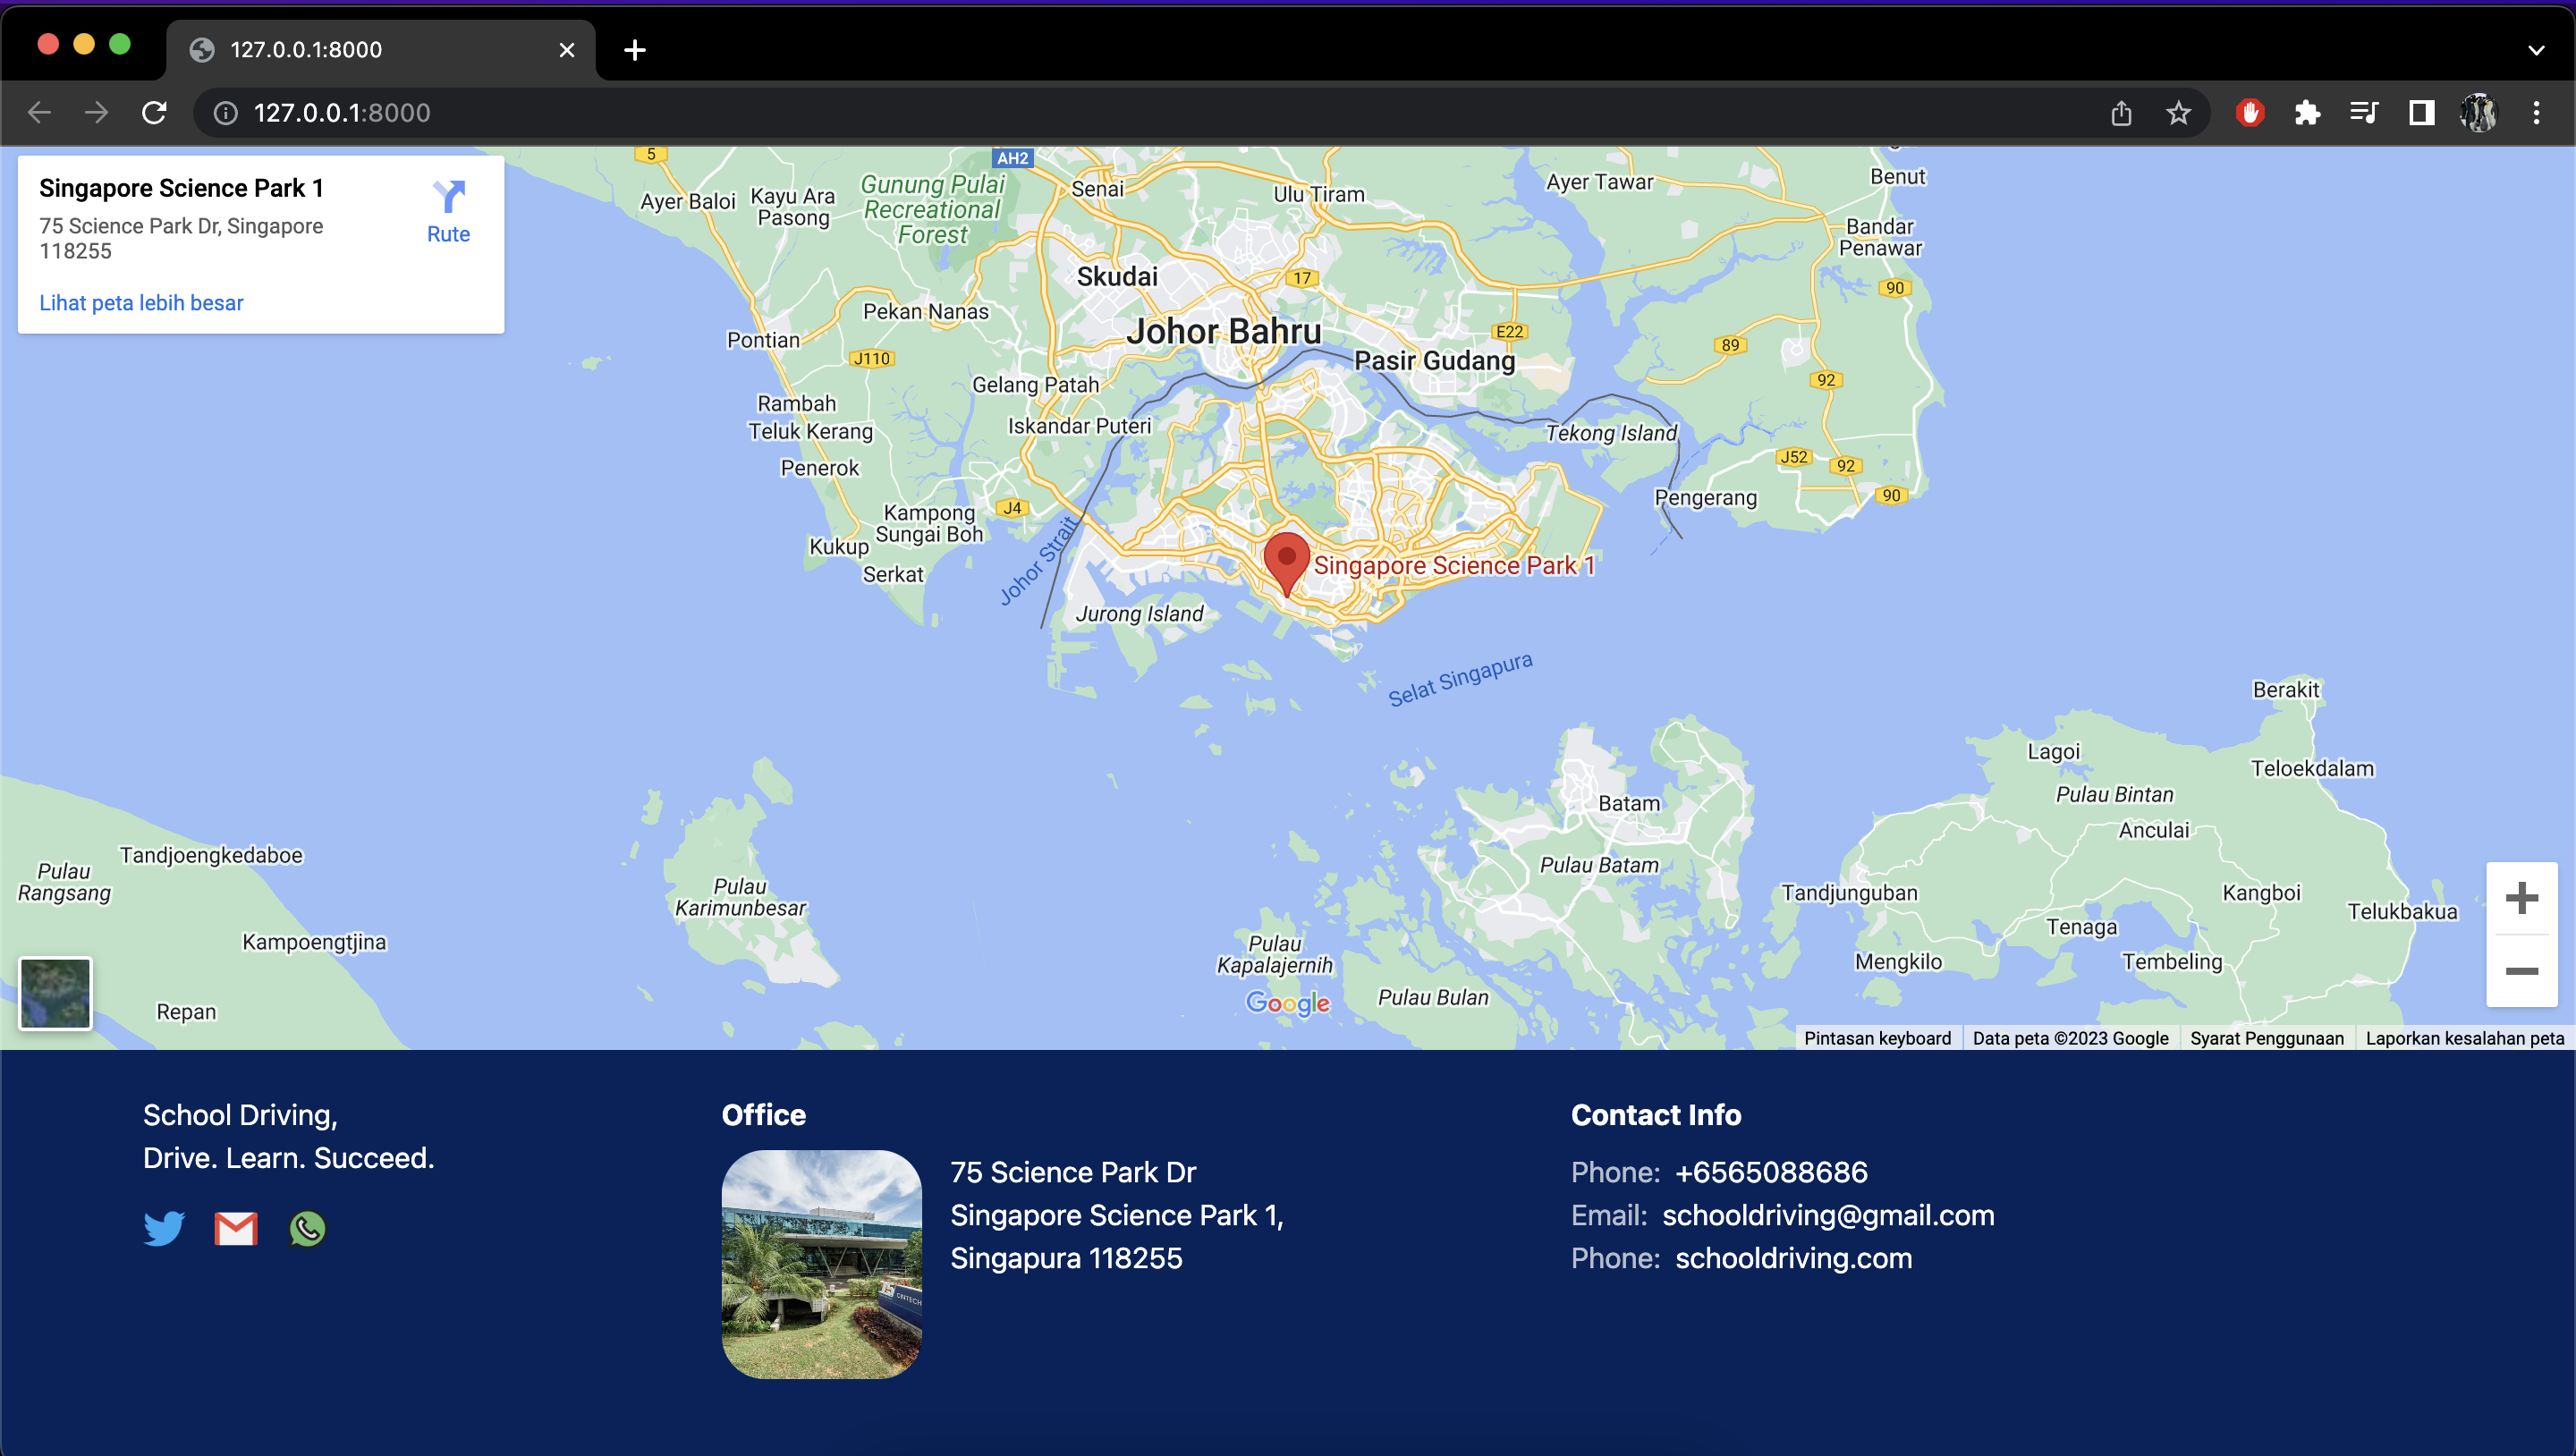 127.0.0.1:8000
127.0.0.1:8000
Singapore Science Park 1
75 Science Park Dr, Singapore
118255
Rute
Lihat peta lebih besar
5
AH2
Ayer Baloi
Kayu Ara
Pasong
Gunung Pulai
Recreational
Forest
Senai
Ulu Tiram
Ayer Tawar
Benut
Bandar
Penawar
Skudai
17
90
Pekan Nanas
Johor Bahru
E22
Pontian
J110
Pasir Gudang
89
92
Gelang Patah
Rambah
Teluk Kerang
Iskandar Puteri
Tekong Island
Penerok
J52
92
90
Pengerang
Kampong
Sungai Boh
J4
Kukup
Johor Strait
Serkat
Singapore Science Park 1
Jurong Island
Selat Singapura
Berakit
Lagoi
Teloekdalam
Pulau Bintan
Batam
Anculai
Tandjoengkedaboe
Pulau
Rangsang
Pulau Batam
Pulau
Karimunbesar
Tandjunguban
Kangboi
Telukbakua
Tenaga
Kampoengtjina
Pulau
Kapalajernih
Mengkilo
Tembeling
Google
Pulau Bulan
Repan
Pintasan keyboard
Data peta ©2023 Google
Syarat Penggunaan
Laporkan kesalahan peta
School Driving,
Drive. Learn. Succeed.
Office
75 Science Park Dr
Singapore Science Park 1,
Singapura 118255
Contact Info
Phone: +6565088686
Email: schooldriving@gmail.com
Phone: schooldriving.com